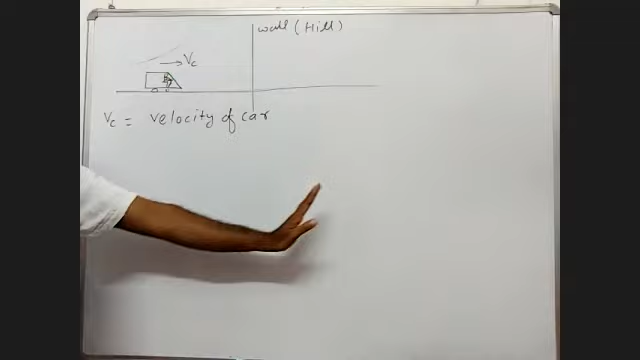 wall (Hill)
Vc
Vc = velocity of car